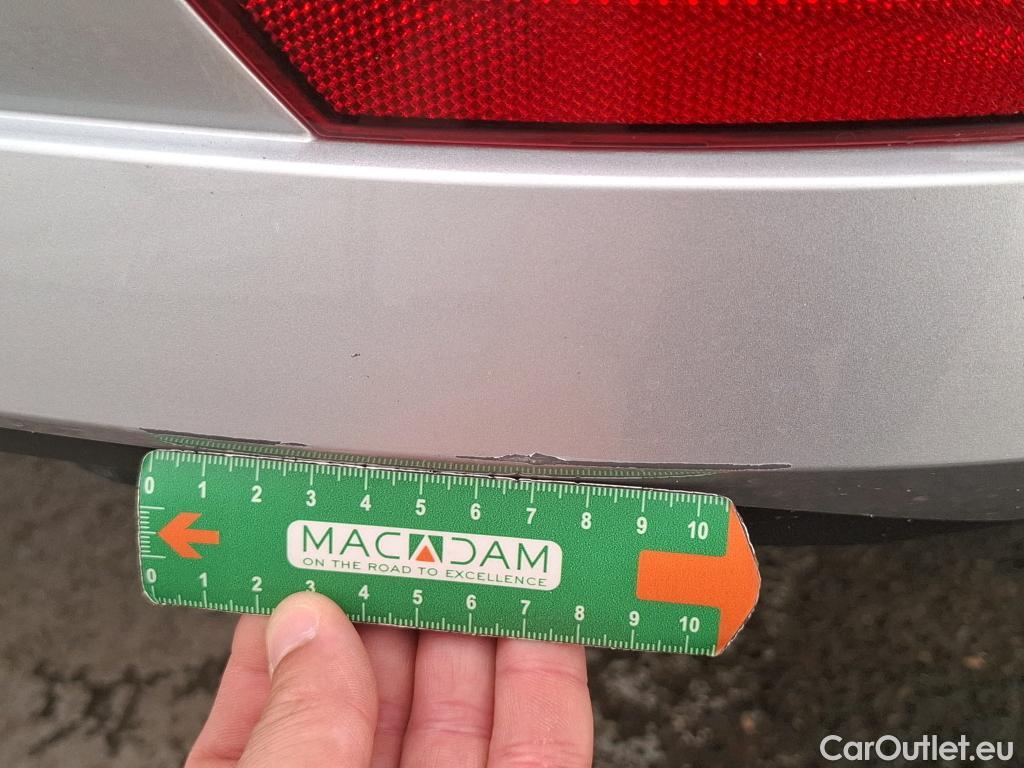 0 1 2 3 4 5 6 7 8 9 10
MACADAM
ON THE ROAD TO EXCELLENCE
0 1 2 3 4 5 6 7 8 9 10
CarOutlet.eu